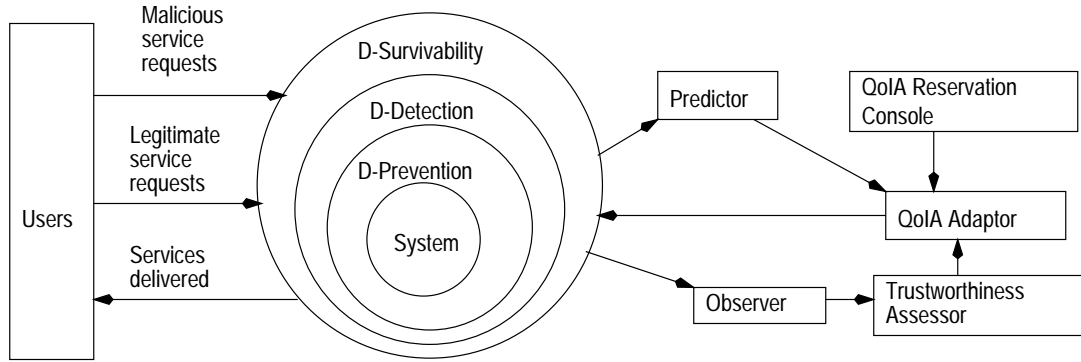 Malicious
service
requests
Legitimate
service
requests
Users
Services
delivered
D-Survivability
D-Detection
D-Prevention
System
Predictor
QoIA Reservation
Console
QoIA Adaptor
Observer
Trustworthiness
Assessor